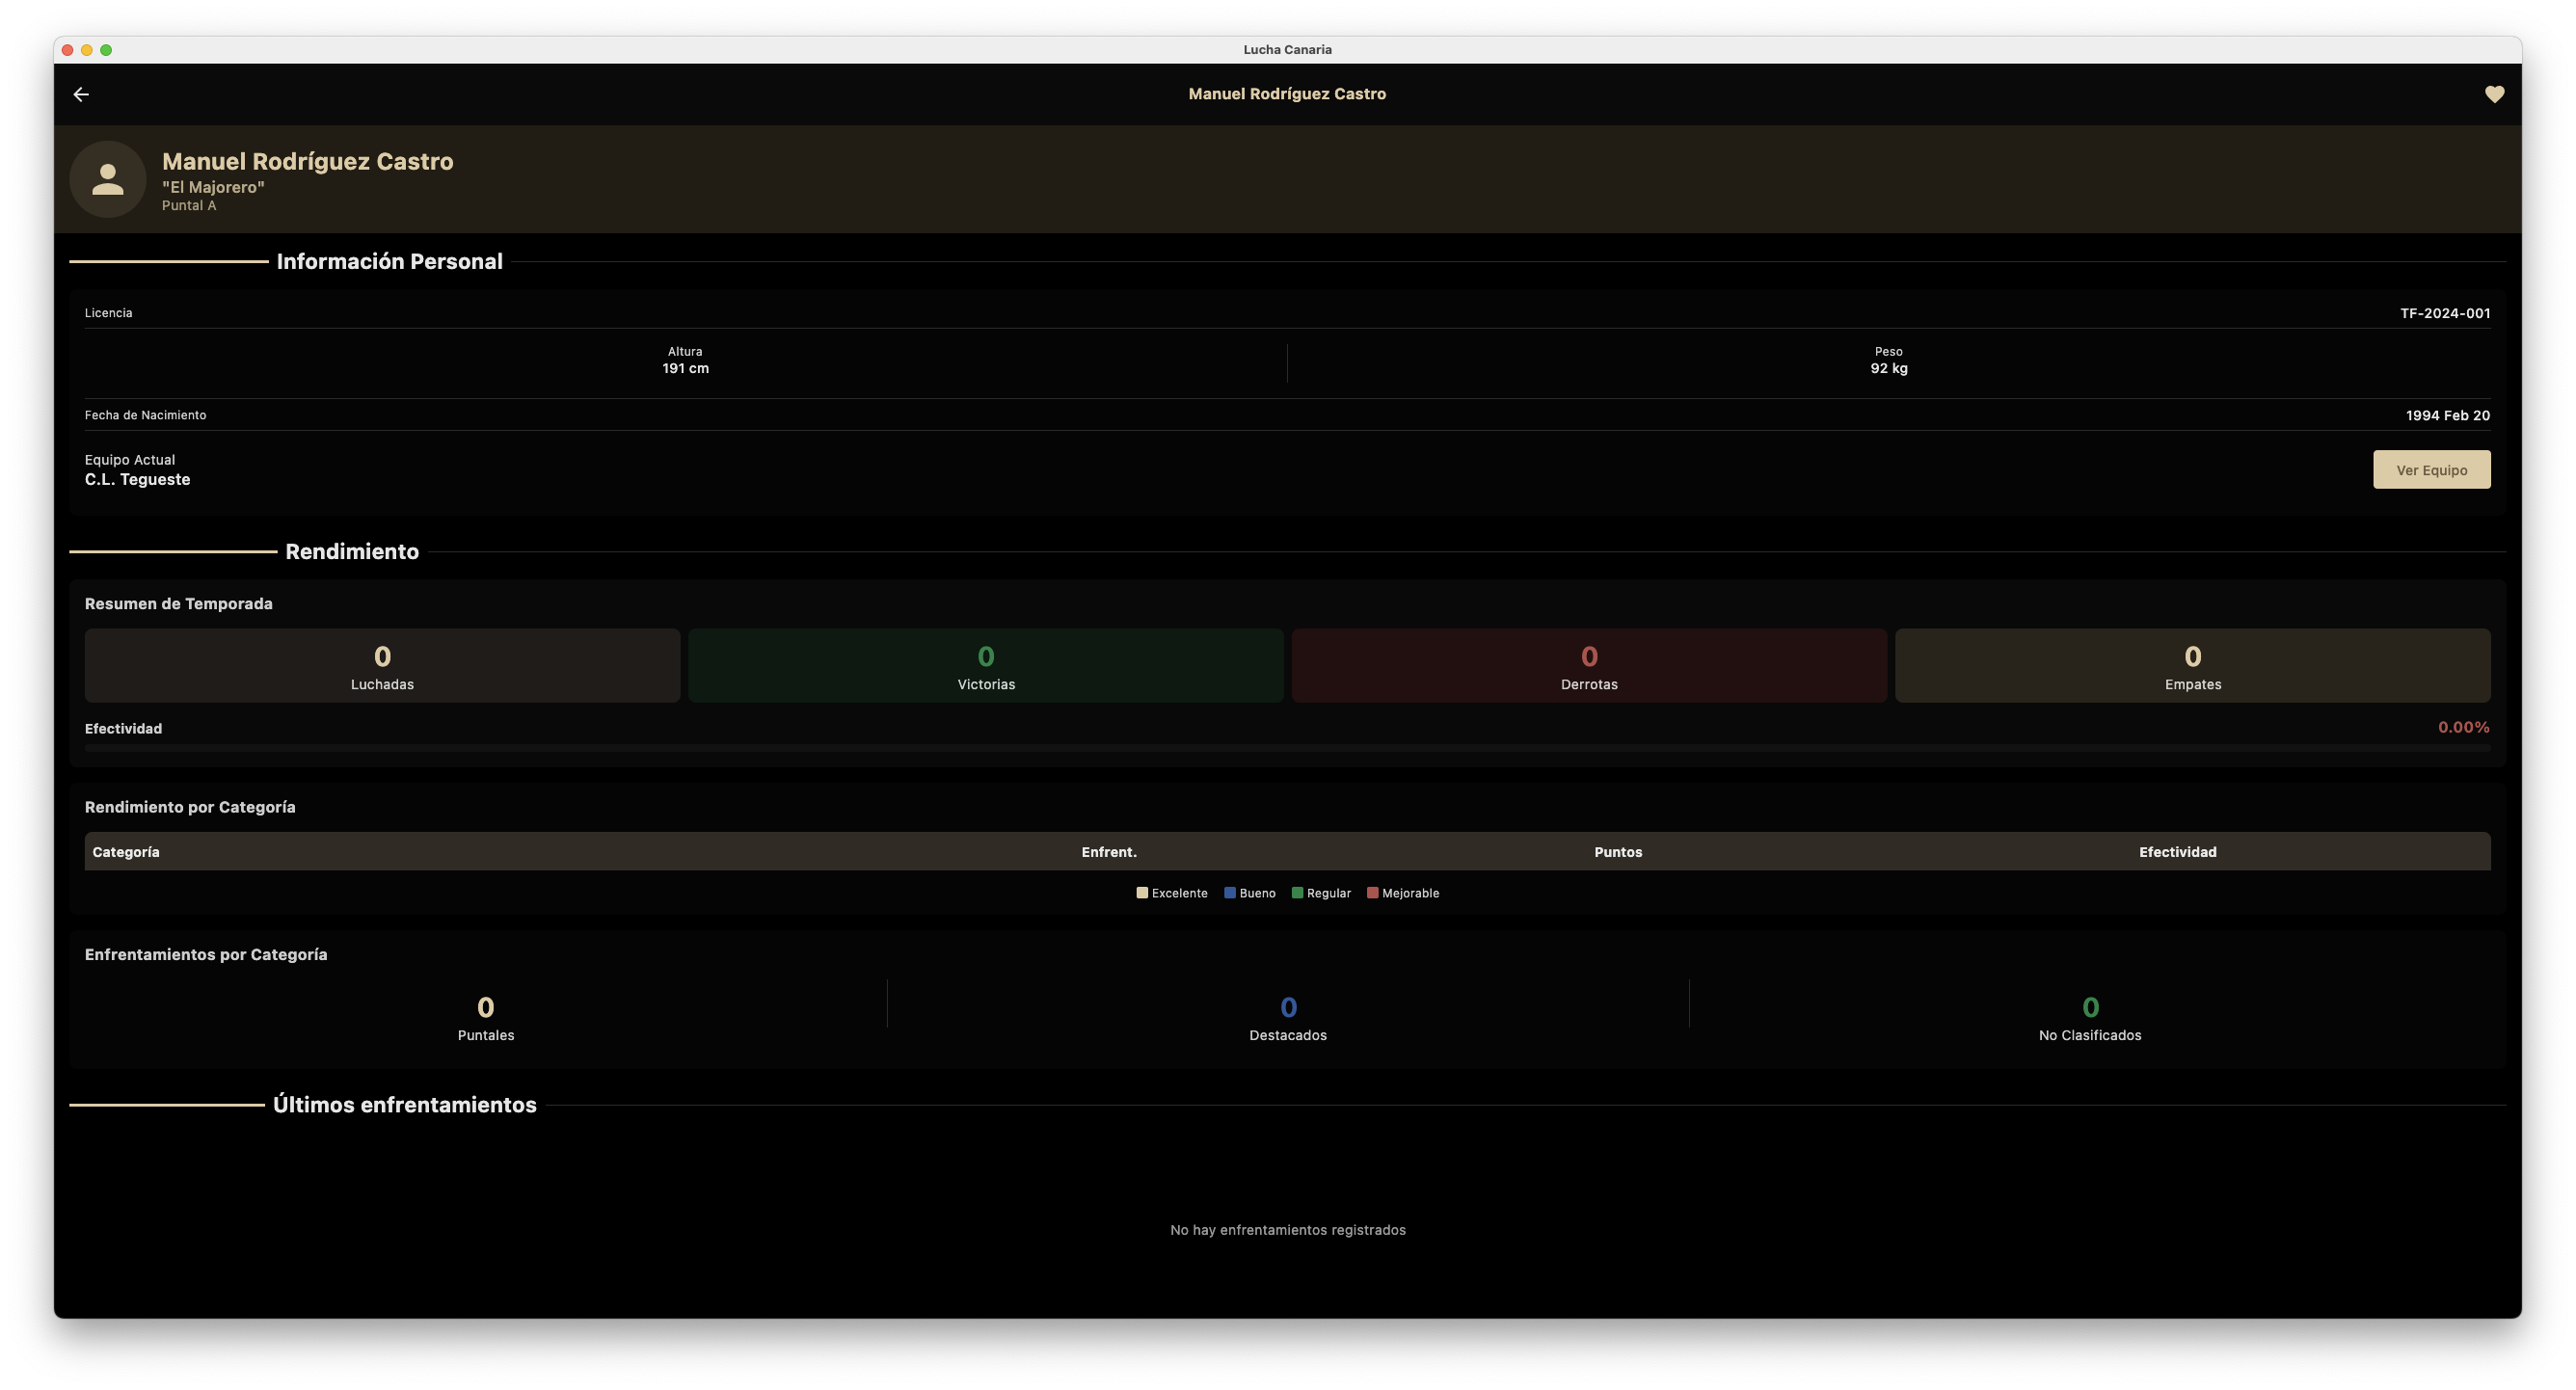 Lucha Canaria
Manuel Rodríguez Castro
Manuel Rodríguez Castro
"El Majorero"
Puntal A
Información Personal
Licencia TF-2024-001
Altura Peso
191 cm 92 kg
Fecha de Nacimiento 1994 Feb 20
Equipo Actual
C.L. Tegueste
Ver Equipo
Rendimiento
Resumen de Temporada
0 0 0 0
Luchadas Victorias Derrotas Empates
Efectividad 0.00%
Rendimiento por Categoría
Categoría Enfrent. Puntos Efectividad
Excelente Bueno Regular Mejorable
Enfrentamientos por Categoría
0 0 0
Puntales Destacados No Clasificados
Últimos enfrentamientos
No hay enfrentamientos registrados